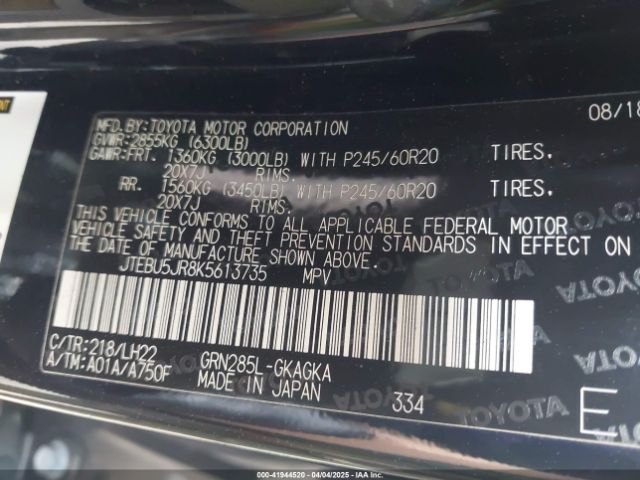 08/18
MFD.BY:TOYOTA MOTOR CORPORATION
GVWR:2855KG (6300LB)
GAWR:FRT. 1360KG (3000LB) WITH P245/60R20 TIRES.
20X7J RIMS.
RR. 1560KG (3450LB) WITH P245/60R20 TIRES.
20X7J RIMS.
THIS VEHICLE CONFORMS TO ALL APPLICABLE FEDERAL MOTOR
VEHICLE SAFETY AND THEFT PREVENTION STANDARDS IN EFFECT ON
THE DATE OF MANUFACTURE SHOWN ABOVE.
JTEBU5JR8K5613735 MPV
C/TR:218/LH22 GRN285L-GKAGKA
A/TM:A01A/A750F MADE IN JAPAN 334
E
TOYOTA
000-41944520 - 04/04/2025 - IAAI.COM